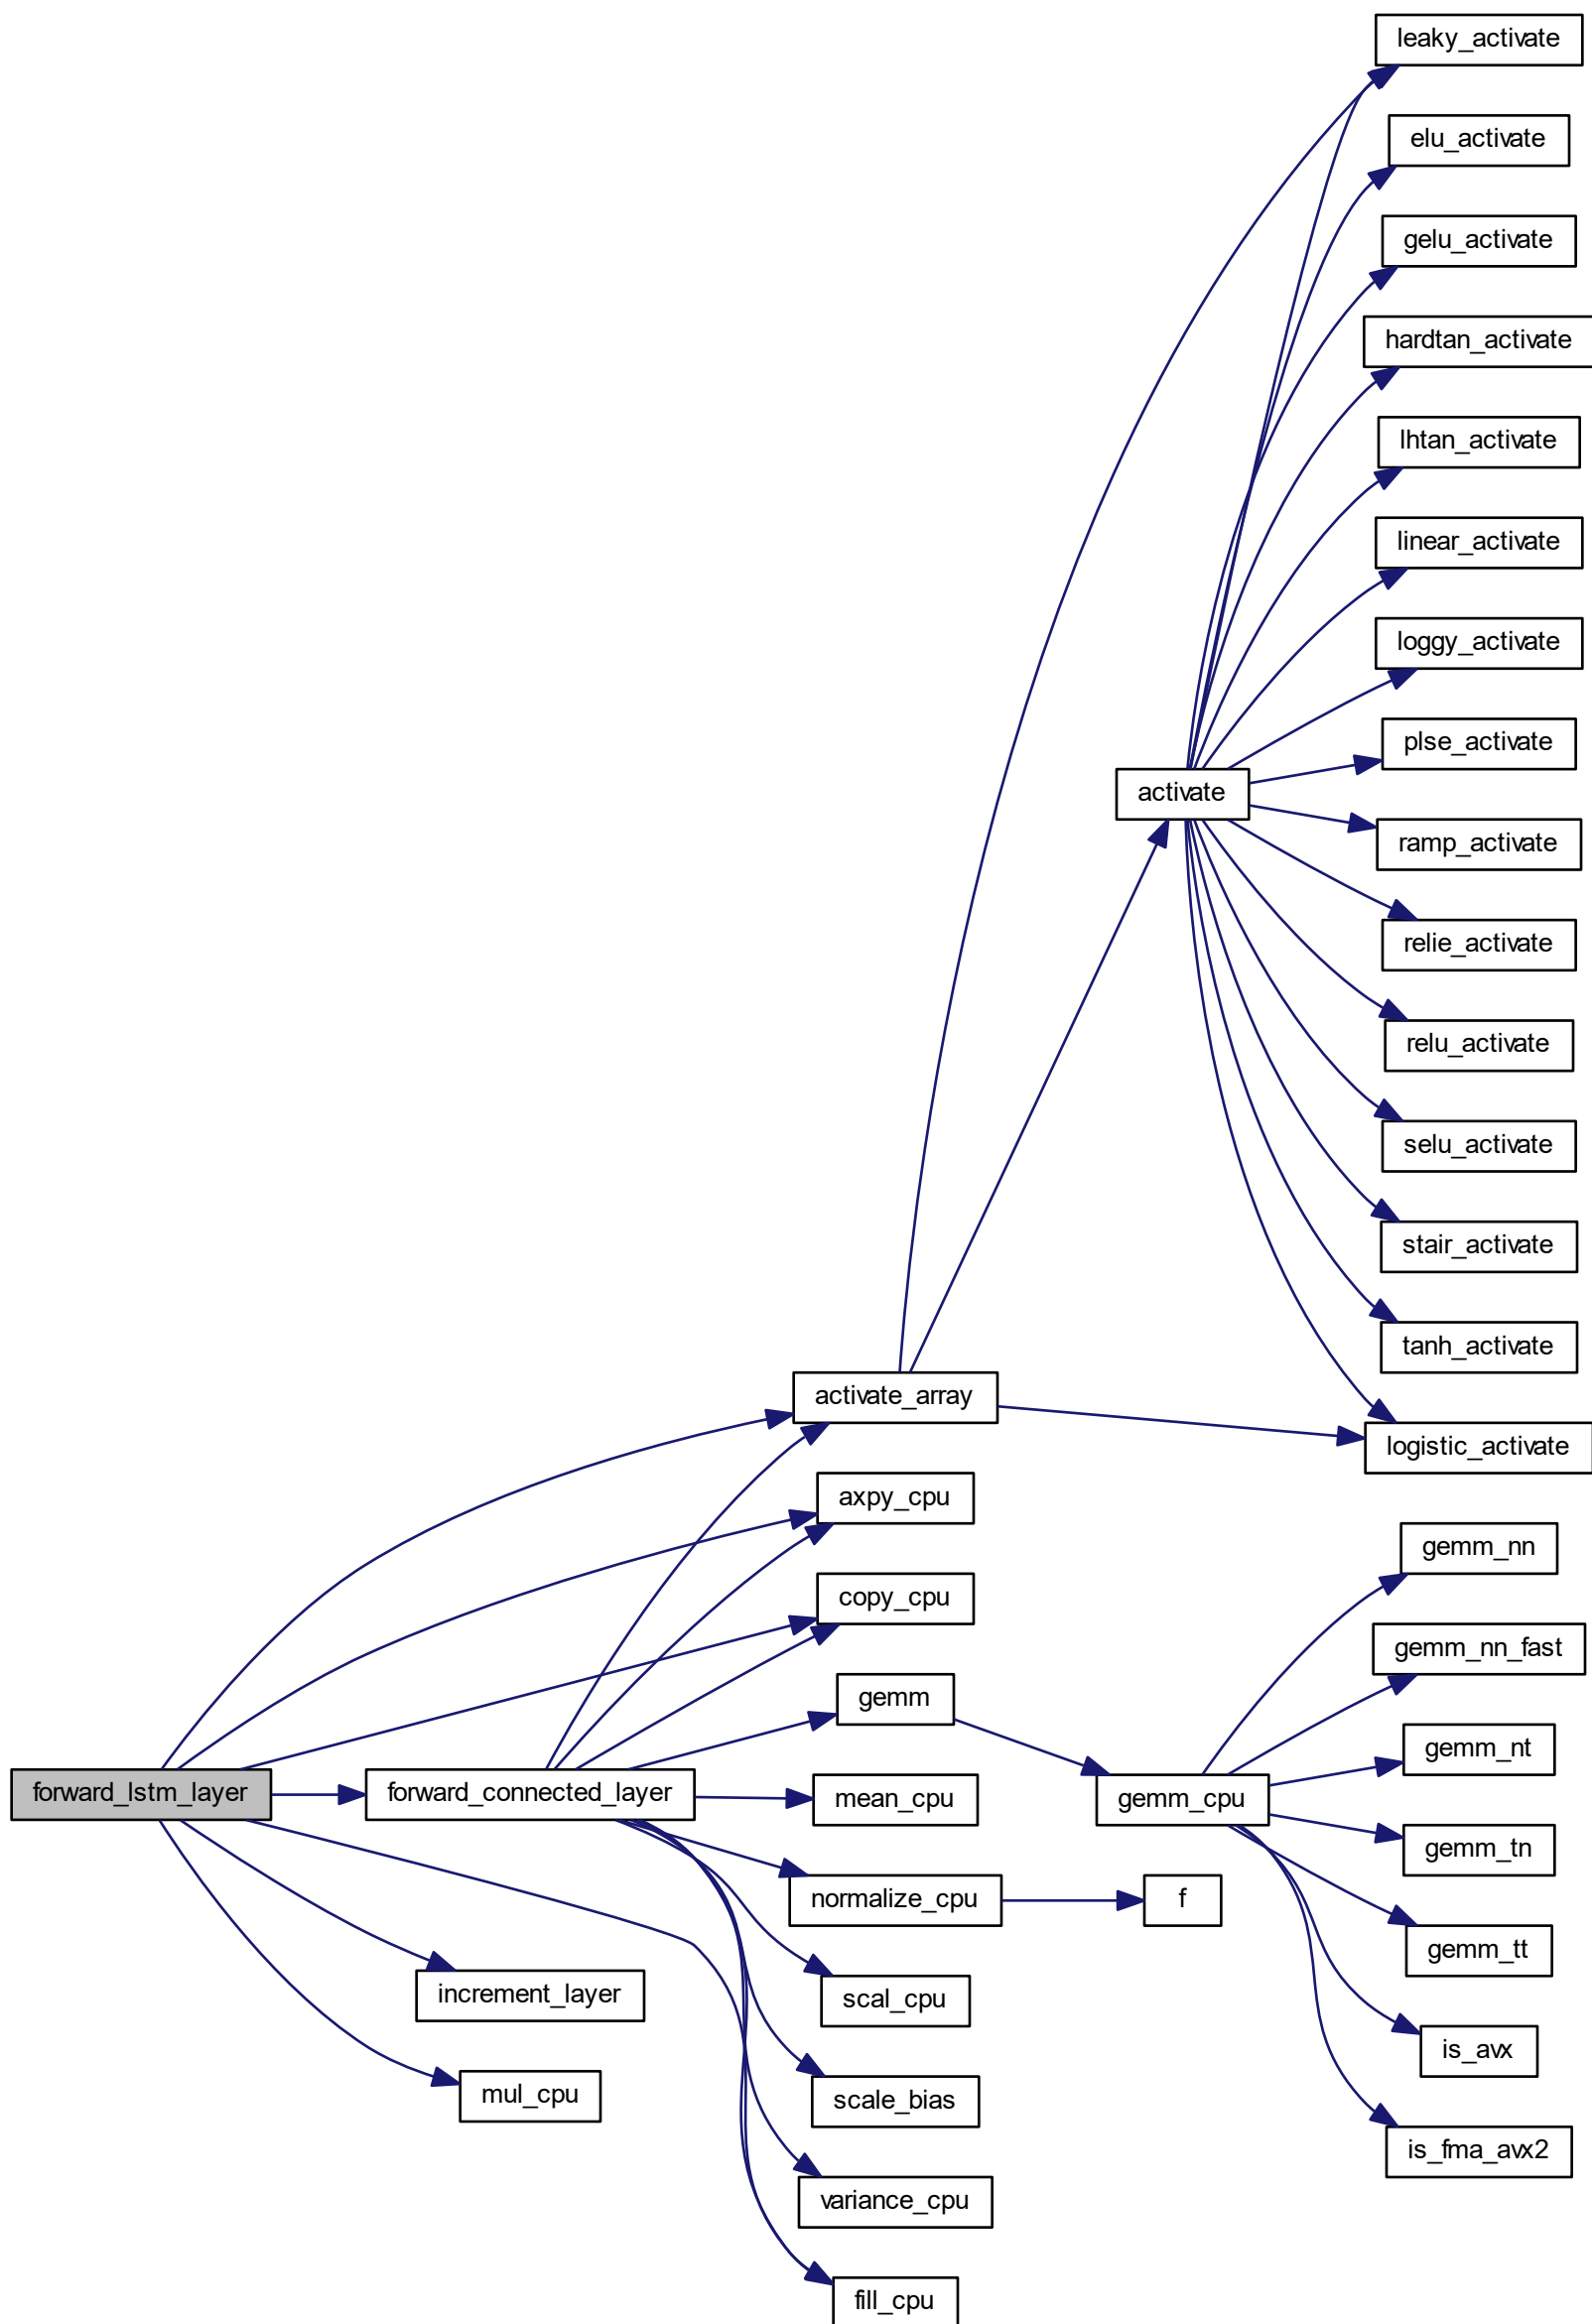 leaky_activate
elu_activate
gelu_activate
hardtan_activate
lhtan_activate
linear_activate
loggy_activate
plse_activate
activate
ramp_activate
relie_activate
relu_activate
selu_activate
stair_activate
tanh_activate
activate_array
logistic_activate
axpy_cpu
gemm_nn
copy_cpu
gemm_nn_fast
gemm
gemm_nt
forward_lstm_layer
forward_connected_layer
mean_cpu
gemm_cpu
gemm_tn
normalize_cpu
f
gemm_tt
increment_layer
scal_cpu
is_avx
mul_cpu
scale_bias
is_fma_avx2
variance_cpu
fill_cpu